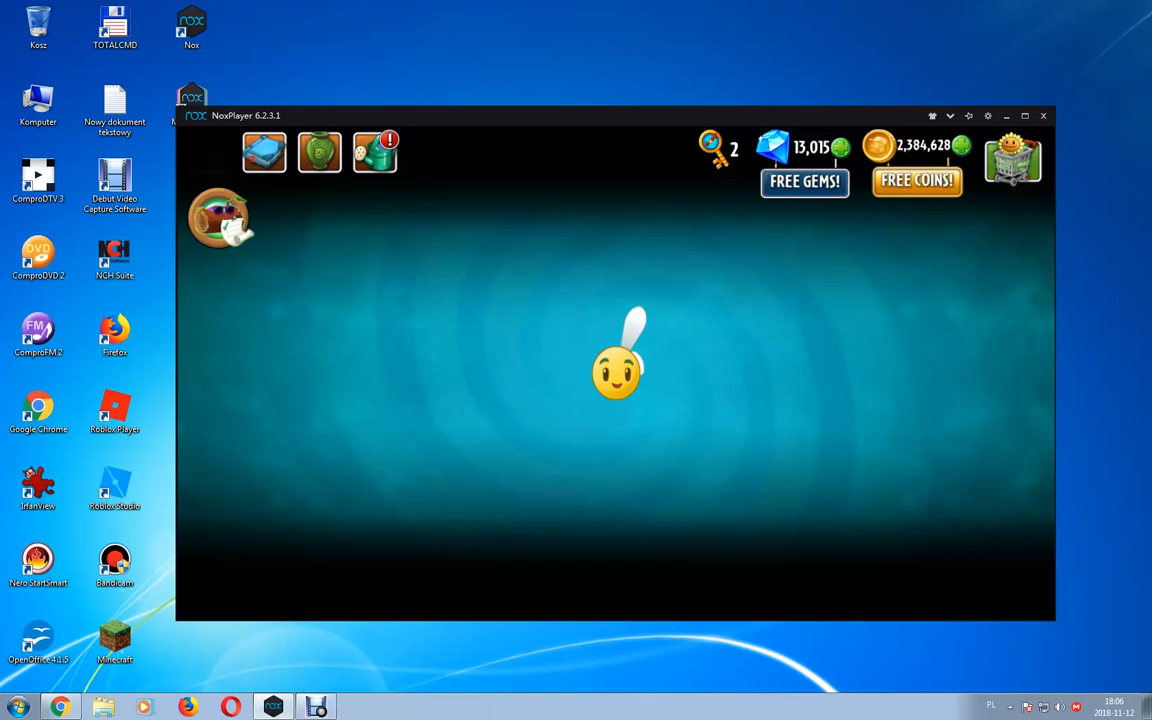 Kosz
TOTALCMD
Nox
Komputer
Nowy dokument
tekstowy
M
nox NoxPlayer 6.2.3.1
2
13,015
2,384,628
FREE GEMS!
FREE COINS!
ComproDTV 3
Debut Video
Capture Software
ComproDVD 2
NCH Suite
ComproFM 2
Firefox
Google Chrome
Roblox Player
IrfanView
Roblox Studio
Nero StartSmart
Bandicam
OpenOffice 4.1.5
Minecraft
PL
18:06
2018-11-12